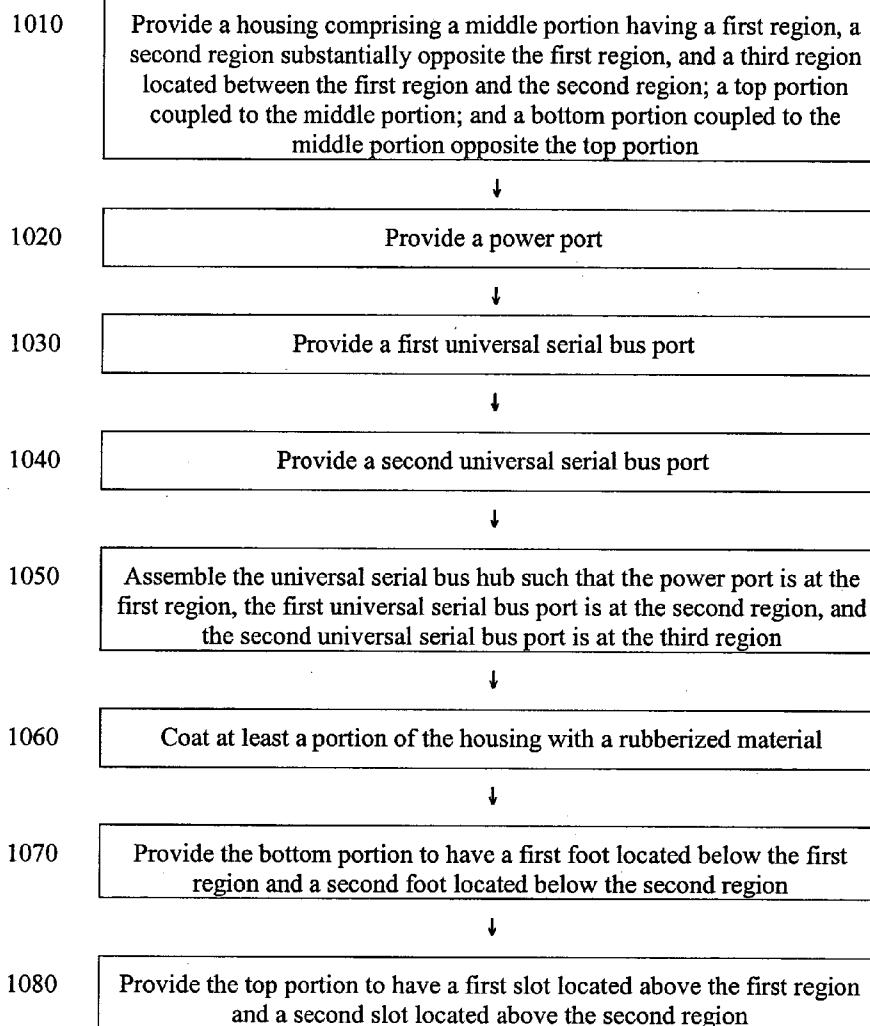 1010
Provide a housing comprising a middle portion having a first region, a
second region substantially opposite the first region, and a third region
located between the first region and the second region; a top portion
coupled to the middle portion; and a bottom portion coupled to the
middle portion opposite the top portion
↓
1020
Provide a power port
↓
1030
Provide a first universal serial bus port
↓
1040
Provide a second universal serial bus port
↓
1050
Assemble the universal serial bus hub such that the power port is at the
first region, the first universal serial bus port is at the second region, and
the second universal serial bus port is at the third region
↓
1060
Coat at least a portion of the housing with a rubberized material
↓
1070
Provide the bottom portion to have a first foot located below the first
region and a second foot located below the second region
↓
1080
Provide the top portion to have a first slot located above the first region
and a second slot located above the second region